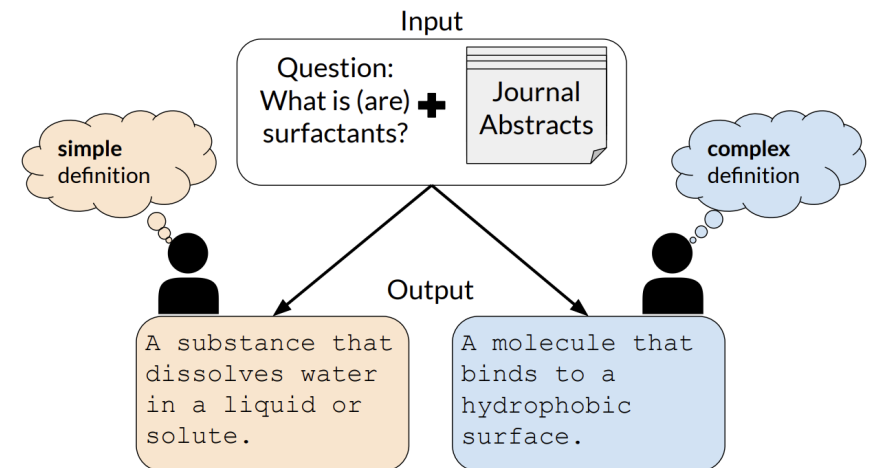 Input
Question:
What is (are)
surfactants?
Journal
Abstracts
simple
definition
complex
definition
Output
A substance that
dissolves water
in a liquid or
solute.
A molecule that
binds to a
hydrophobic
surface.